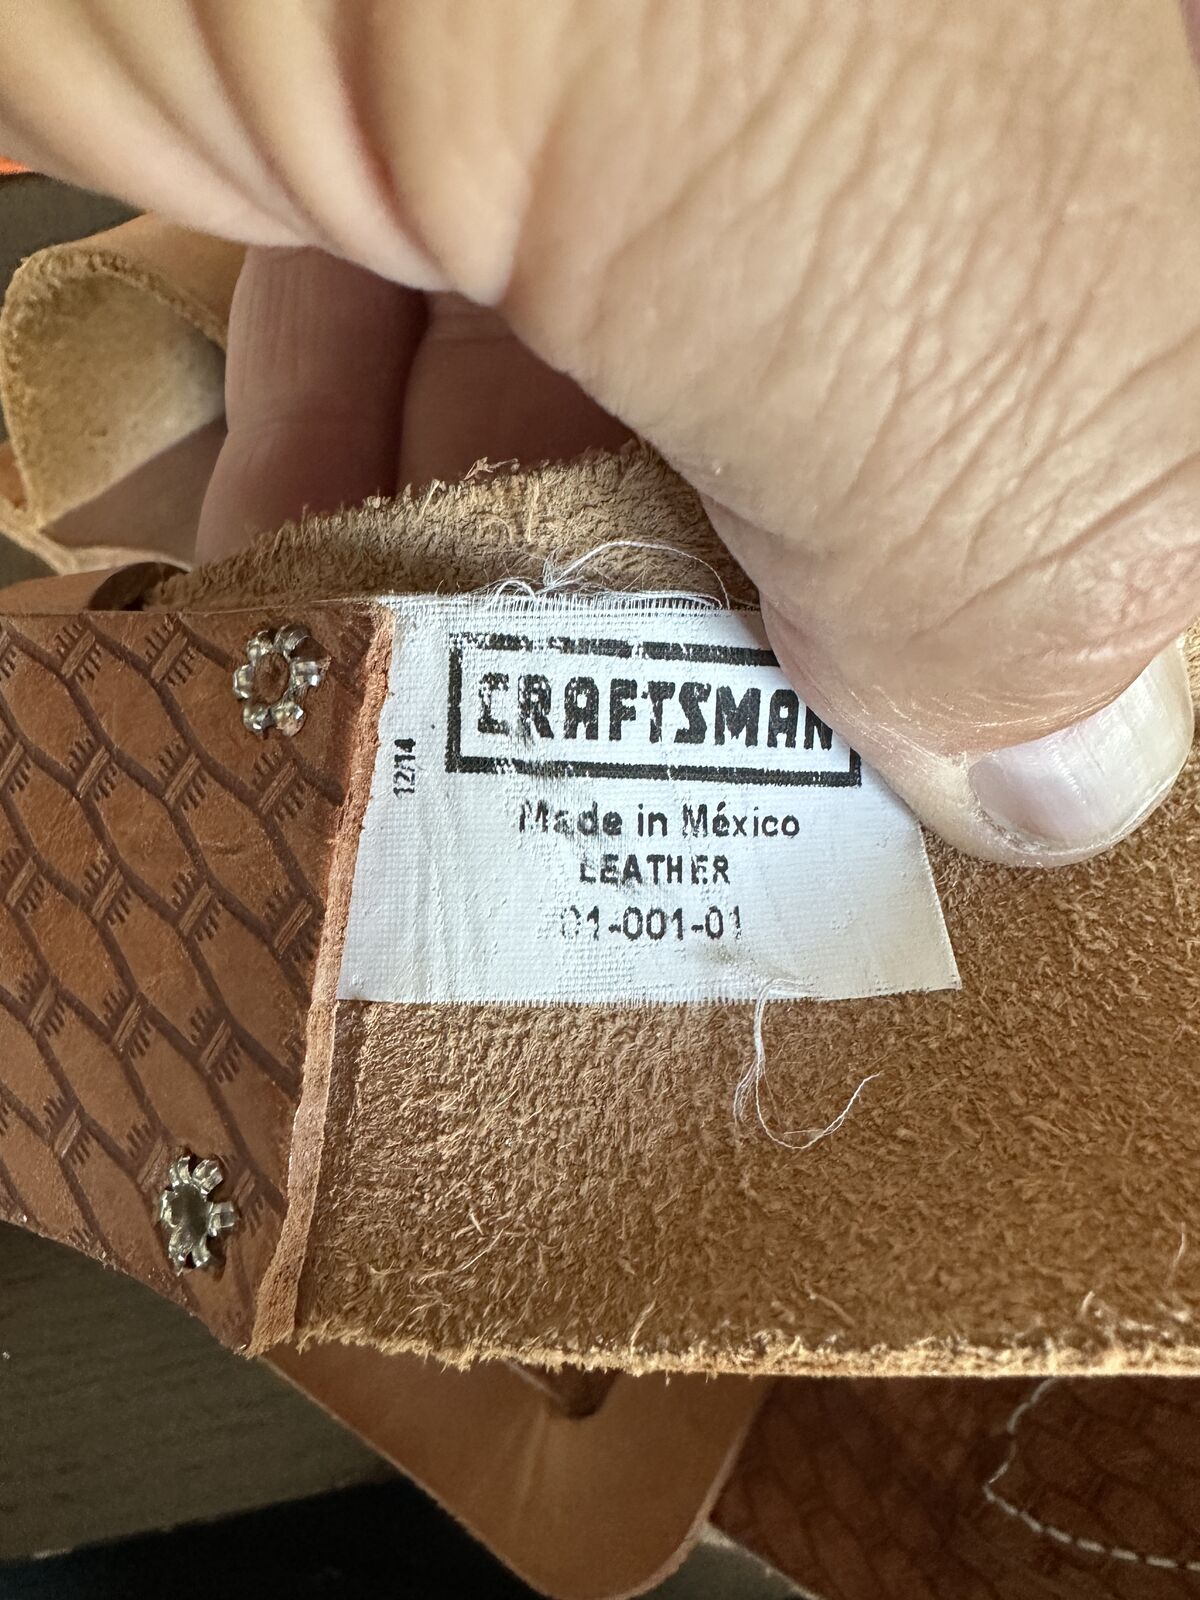 CRAFTSMAN
12/14
Made in México
LEATHER
01-001-01